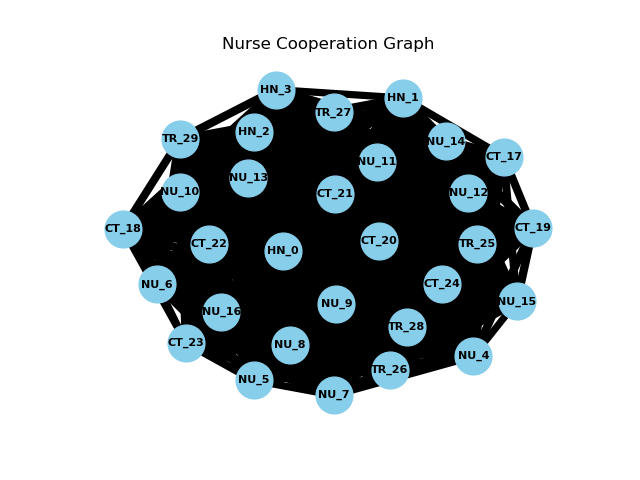 Nurse Cooperation Graph
HN_3
HN_1
TR_27
HN_2
TR_29
NU_14
CT_17
NU_11
NU_13
NU_10
CT_21
NU_12
CT_18
CT_19
CT_22
HN_0
CT_20
TR_25
NU_6
CT_24
NU_15
NU_9
NU_16
TR_28
CT_23
NU_8
NU_4
TR_26
NU_5
NU_7